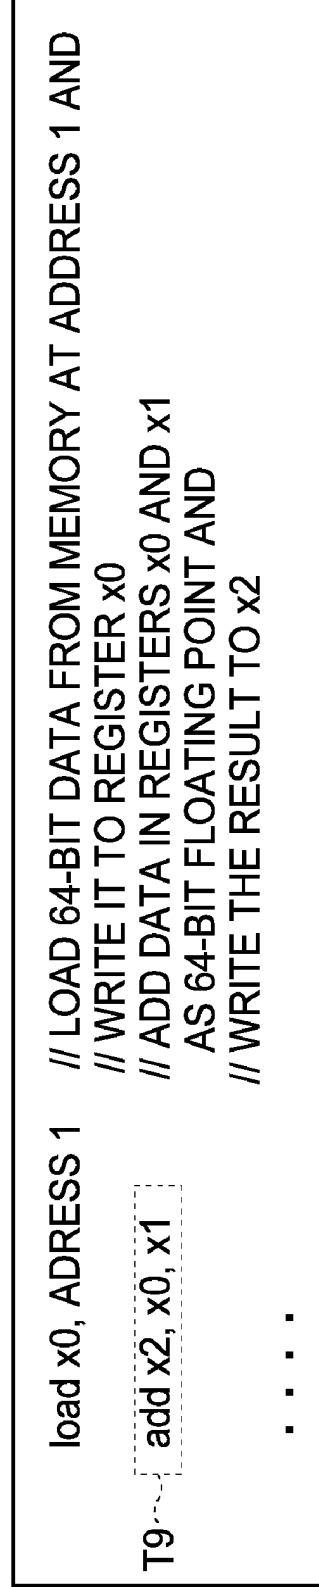 load x0, ADRESS 1 // LOAD 64-BIT DATA FROM MEMORY AT ADDRESS 1 AND
// WRITE IT TO REGISTER x0
T9 add x2, x0, x1 // ADD DATA IN REGISTERS x0 AND x1
AS 64-BIT FLOATING POINT AND
// WRITE THE RESULT TO x2
. . . .